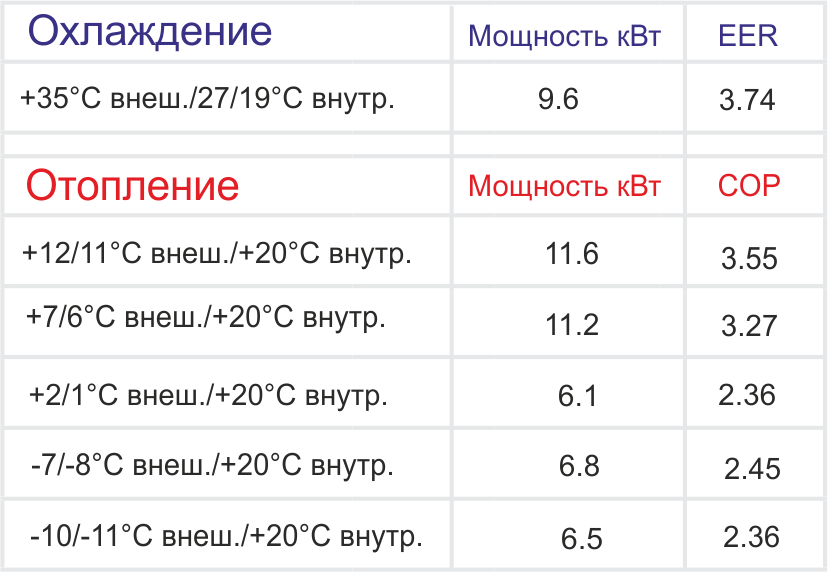 Охлаждение Мощность кВт EER
+35°C внеш./27/19°C внутр. 9.6 3.74
Отопление Мощность кВт COP
+12/11°C внеш./+20°C внутр. 11.6 3.55
+7/6°C внеш./+20°C внутр. 11.2 3.27
+2/1°C внеш./+20°C внутр. 6.1 2.36
-7/-8°C внеш./+20°C внутр. 6.8 2.45
-10/-11°C внеш./+20°C внутр. 6.5 2.36